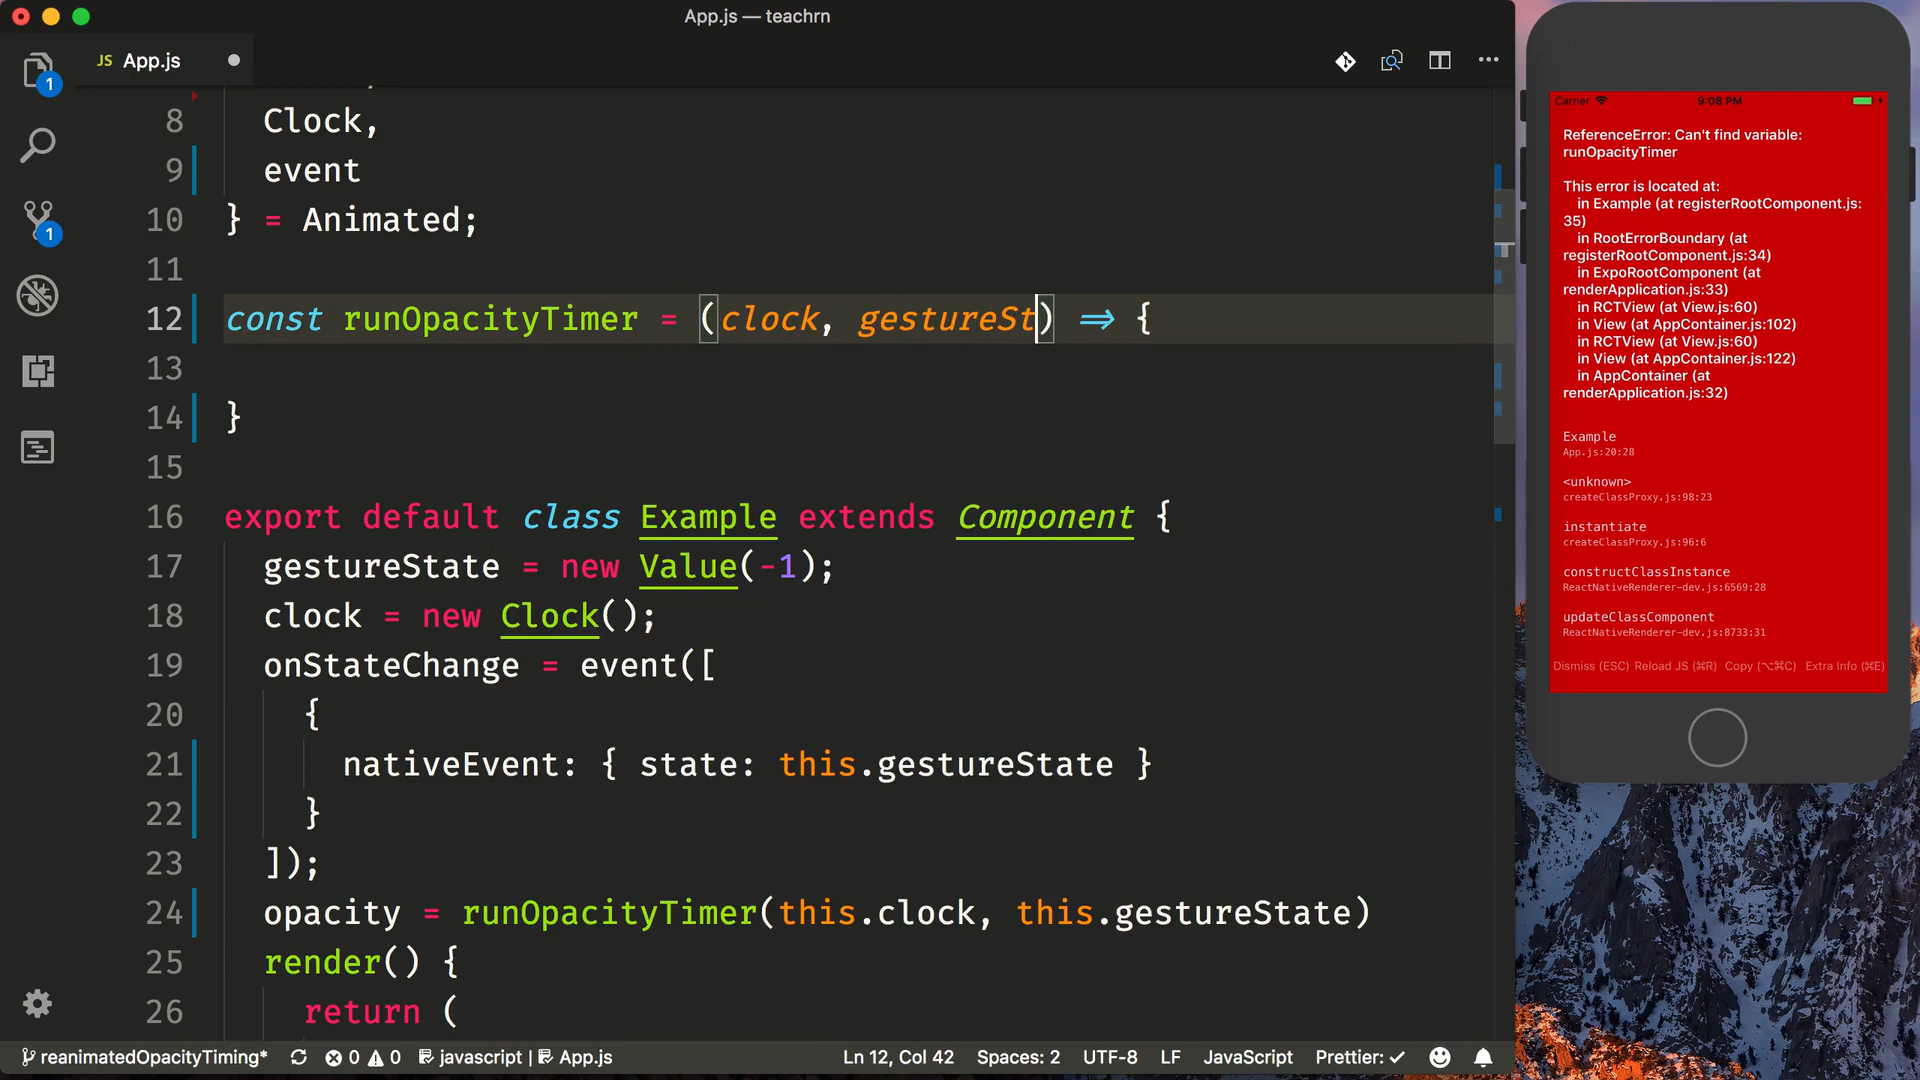 App.js — teachrn
JS App.js
1
1
8 Clock,
9 event
10 } = Animated;
11
12 const runOpacityTimer = (clock, gestureSt) => {
13
14 }
15
16 export default class Example extends Component {
17 gestureState = new Value(-1);
18 clock = new Clock();
19 onStateChange = event([
20 {
21 nativeEvent: { state: this.gestureState }
22 }
23 ]);
24 opacity = runOpacityTimer(this.clock, this.gestureState)
25 render() {
26 return (
reanimatedOpacityTiming* 0 0 javascript | App.js Ln 12, Col 42 Spaces: 2 UTF-8 LF JavaScript Prettier: ✓
Carrier 9:08 PM
ReferenceError: Can't find variable:
runOpacityTimer
This error is located at:
in Example (at registerRootComponent.js:
35)
in RootErrorBoundary (at
registerRootComponent.js:34)
in ExpoRootComponent (at
renderApplication.js:33)
in RCTView (at View.js:60)
in View (at AppContainer.js:102)
in RCTView (at View.js:60)
in View (at AppContainer.js:122)
in AppContainer (at
renderApplication.js:32)
Example
App.js:20:28
<unknown>
createClassProxy.js:98:23
instantiate
createClassProxy.js:96:6
constructClassInstance
ReactNativeRenderer-dev.js:6569:28
updateClassComponent
ReactNativeRenderer-dev.js:8733:31
Dismiss (ESC) Reload JS (⌘R) Copy (⌥⌘C) Extra Info (⌘E)